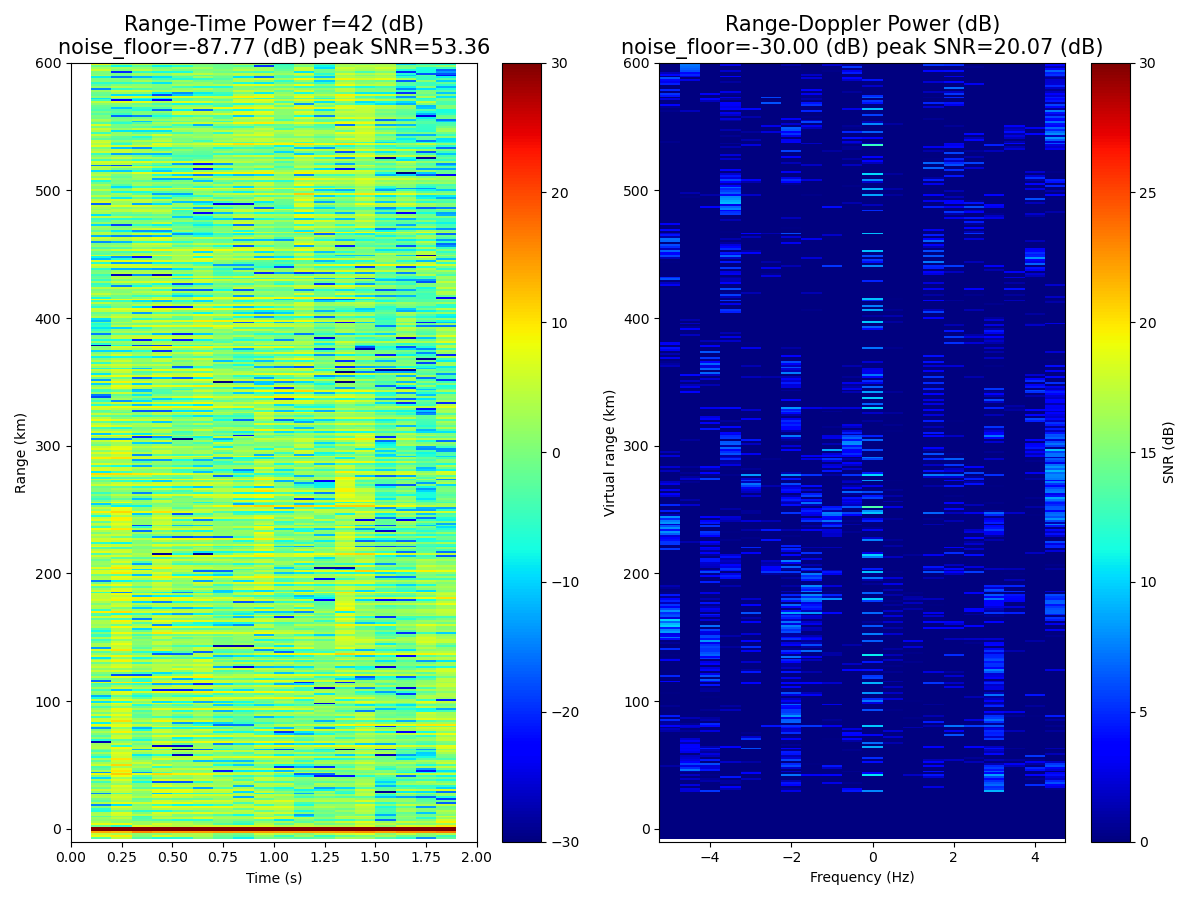 Range-Time Power f=42 (dB)
noise_floor=-87.77 (dB) peak SNR=53.36
600
500
400
300
200
100
0
Range (km)
0.00 0.25 0.50 0.75 1.00 1.25 1.50 1.75 2.00
Time (s)
30
20
10
0
−10
−20
−30
Range-Doppler Power (dB)
noise_floor=-30.00 (dB) peak SNR=20.07 (dB)
600
500
400
300
200
100
0
Virtual range (km)
−4 −2 0 2 4
Frequency (Hz)
30
25
20
15
10
5
0
SNR (dB)